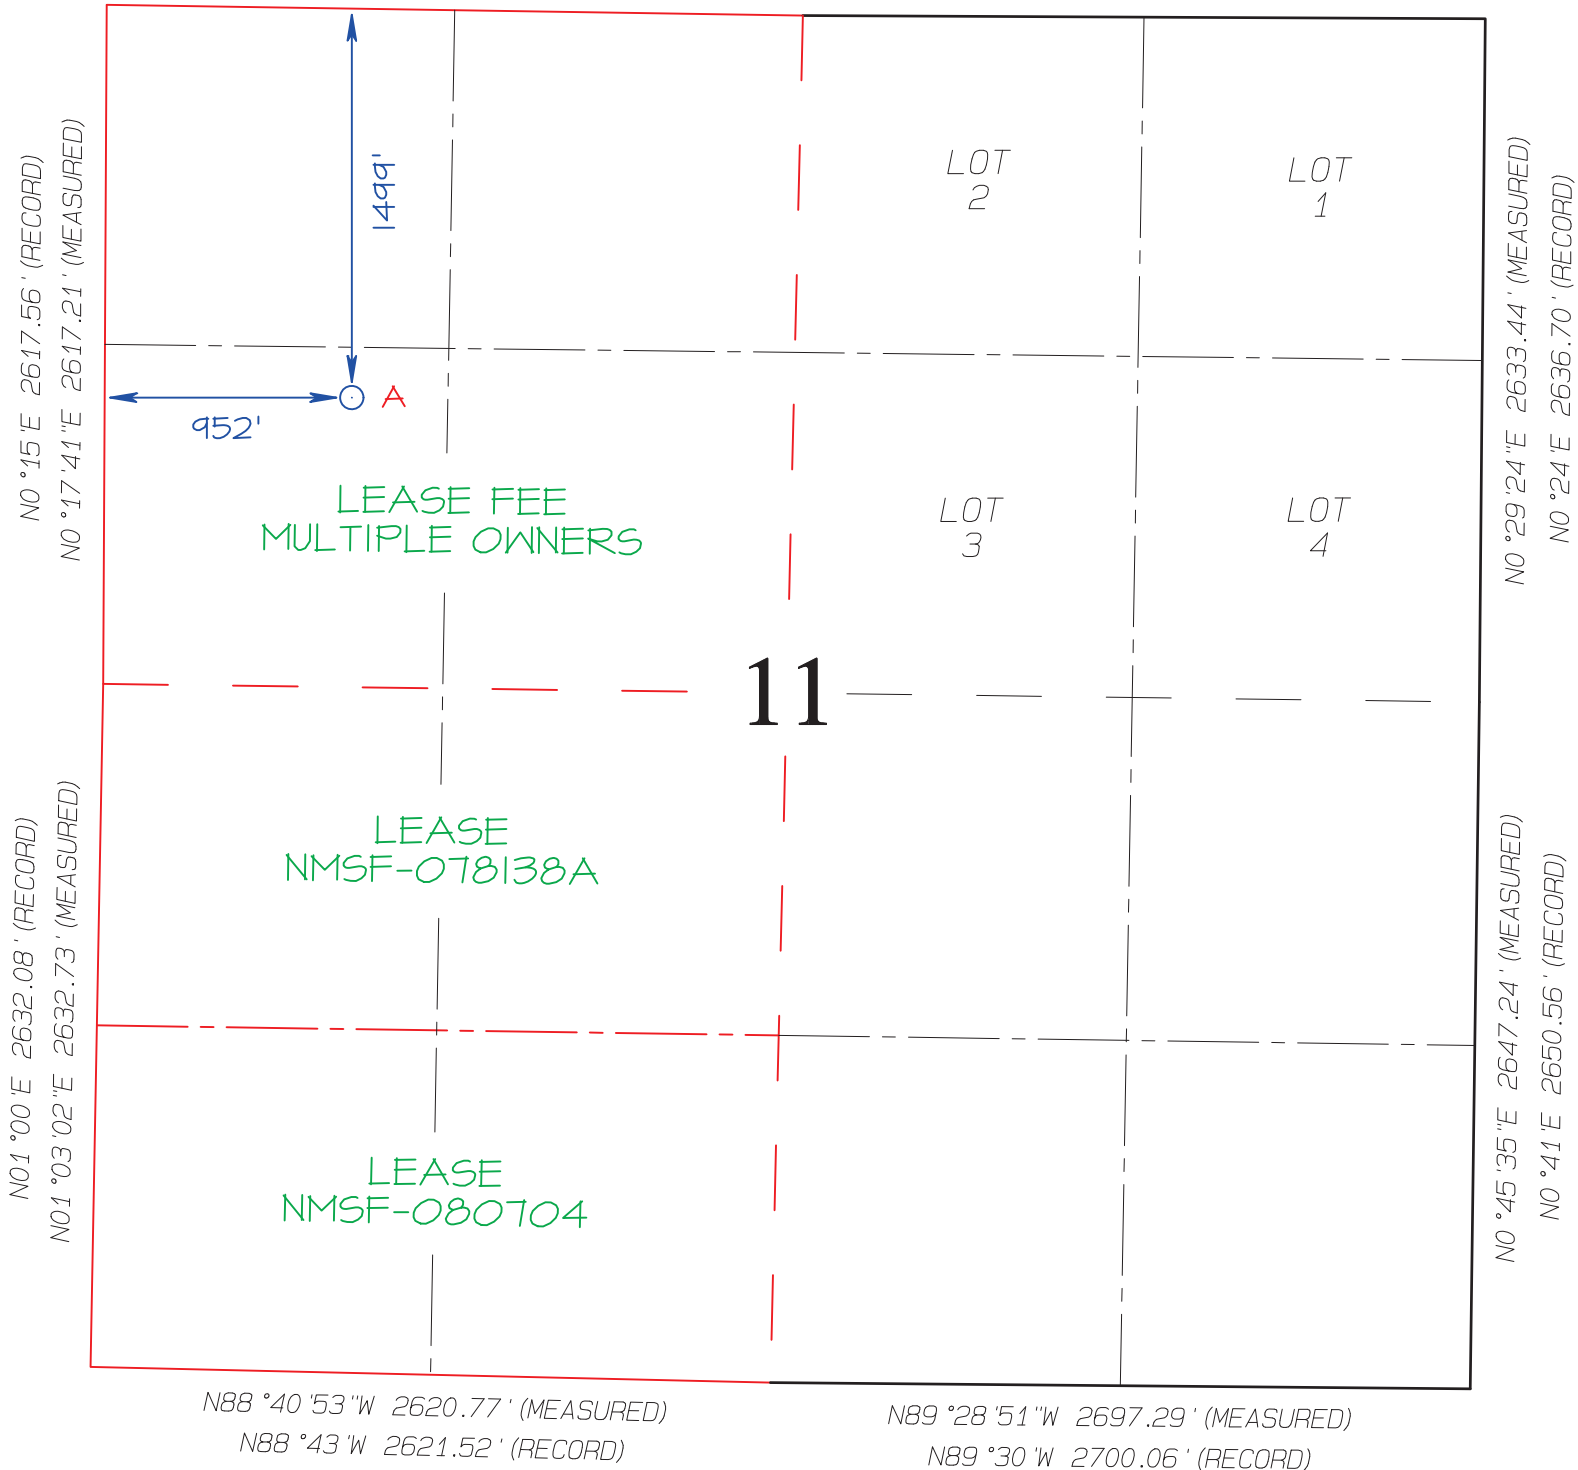 1499'
LOT
2
LOT
1
N0°15'E 2617.56' (RECORD)
N0°17'41"E 2617.21' (MEASURED)
N0°29'24"E 2633.44' (MEASURED)
N0°24'E 2636.70' (RECORD)
A
952'
LEASE FEE
MULTIPLE OWNERS
LOT
3
LOT
4
11
LEASE
NMSF-078138A
N01°00'E 2632.08' (RECORD)
N01°03'02"E 2632.73' (MEASURED)
N0°45'35"E 2647.24' (MEASURED)
N0°41'E 2650.56' (RECORD)
LEASE
NMSF-080704
N88°40'53"W 2620.77' (MEASURED)
N88°43'W 2621.52' (RECORD)
N89°28'51"W 2697.29' (MEASURED)
N89°30'W 2700.06' (RECORD)